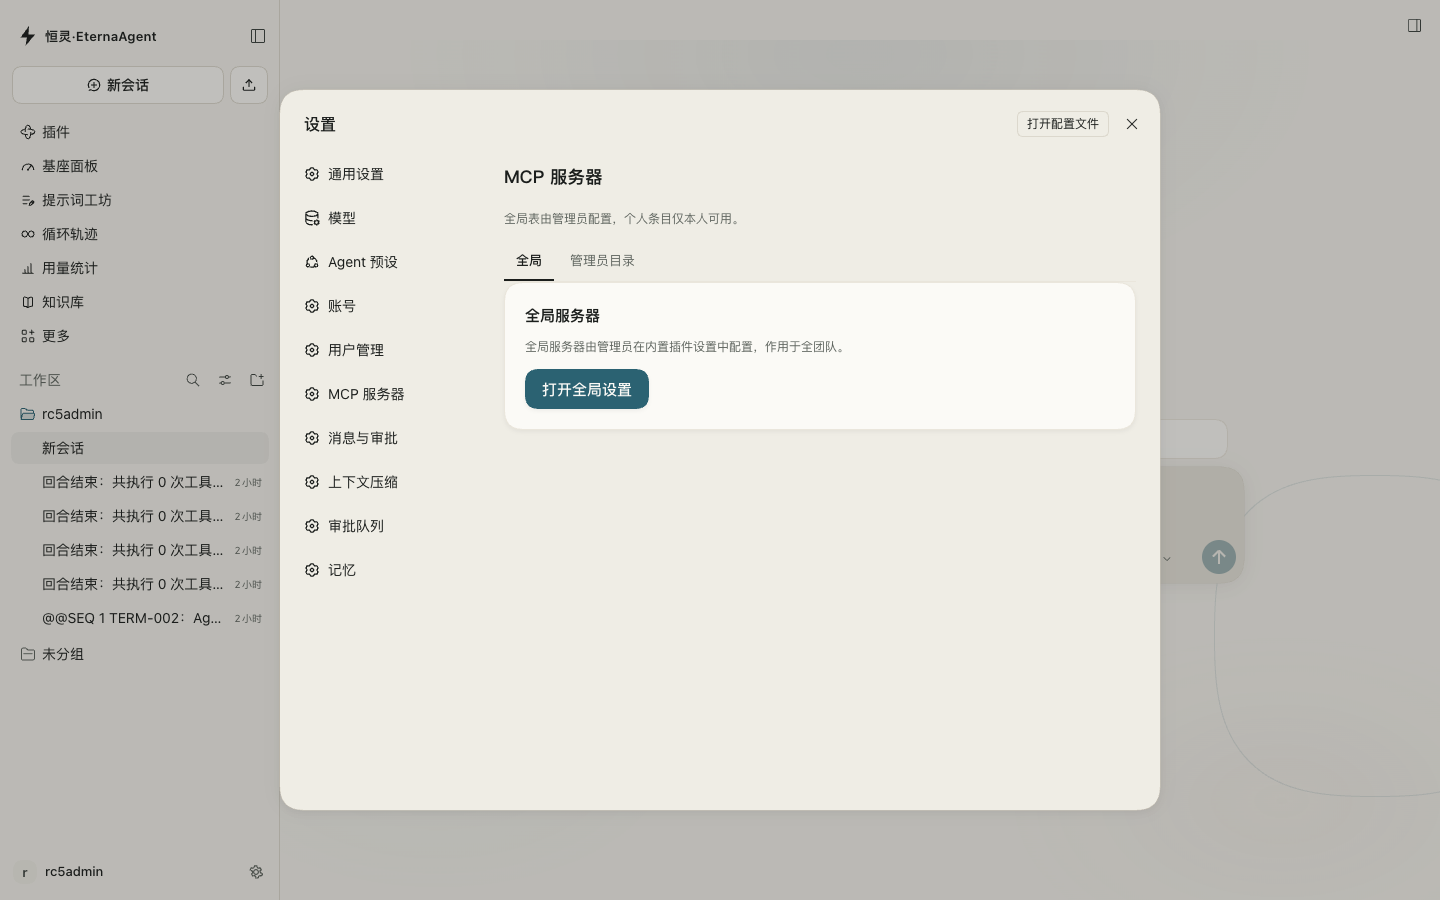 恒灵·EternaAgent
新会话
插件
基座面板
提示词工坊
循环轨迹
用量统计
知识库
更多
工作区
rc5admin
新会话
回合结束：共执行 0 次工具... 2小时
回合结束：共执行 0 次工具... 2小时
回合结束：共执行 0 次工具... 2小时
回合结束：共执行 0 次工具... 2小时
@@SEQ 1 TERM-002：Ag... 2小时
未分组
r rc5admin
设置
打开配置文件
通用设置
模型
Agent 预设
账号
用户管理
MCP 服务器
消息与审批
上下文压缩
审批队列
记忆
MCP 服务器
全局表由管理员配置，个人条目仅本人可用。
全局 管理员目录
全局服务器
全局服务器由管理员在内置插件设置中配置，作用于全团队。
打开全局设置